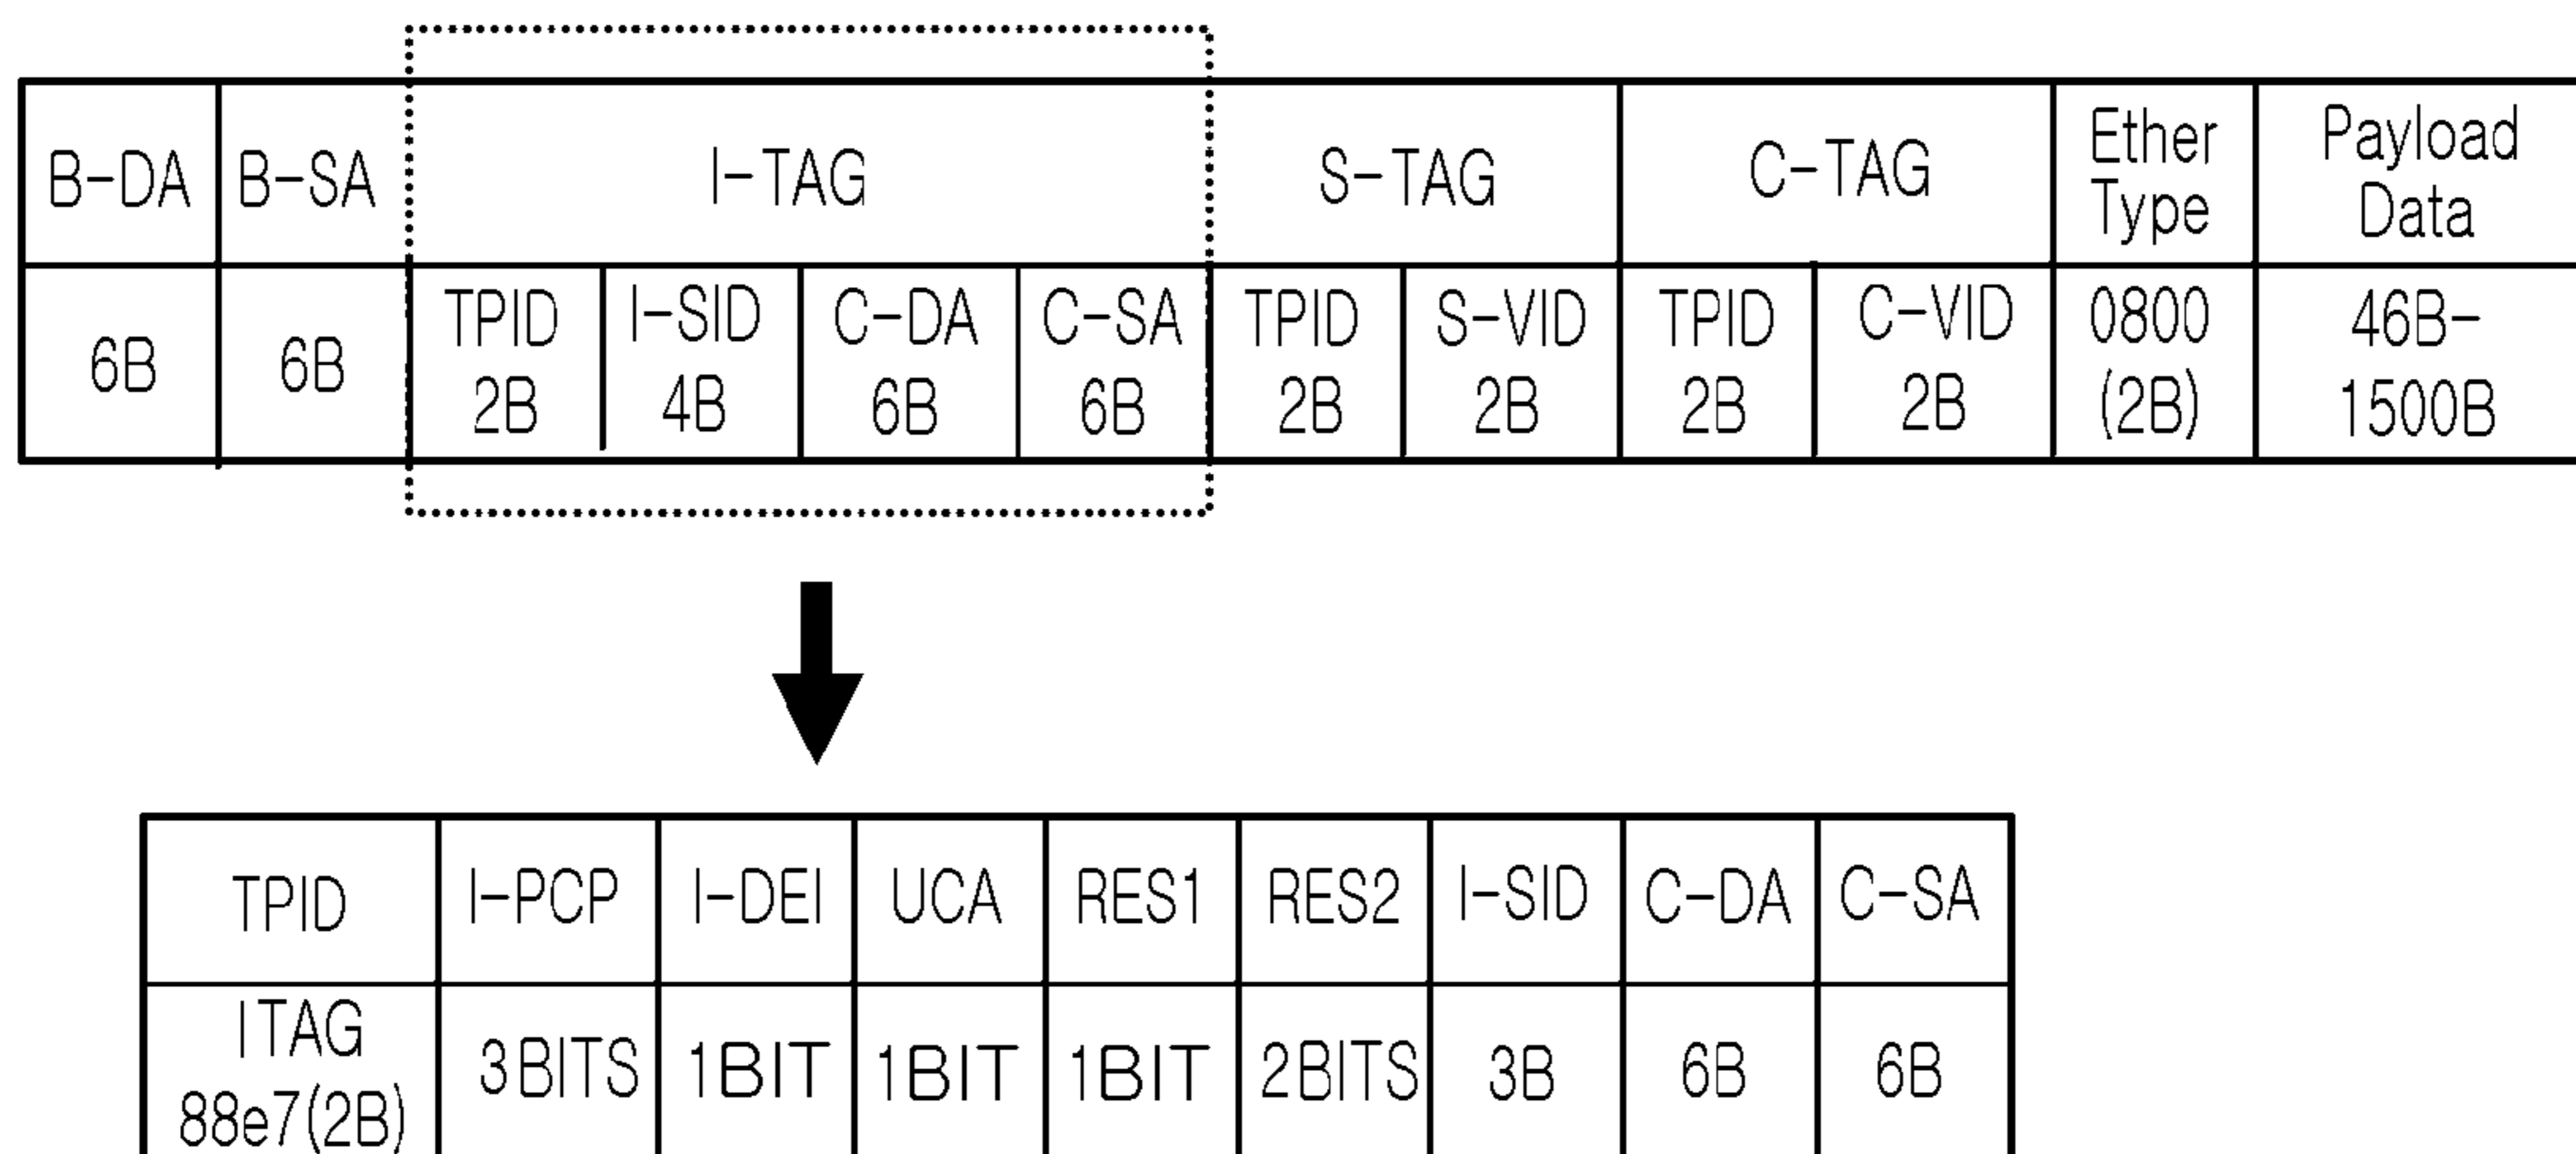 B-DA B-SA I-TAG S-TAG C-TAG Ether Type Payload Data
6B 6B TPID 2B I-SID 4B C-DA 6B C-SA 6B TPID 2B S-VID 2B TPID 2B C-VID 2B 0800 (2B) 46B-1500B
TPID I-PCP I-DEI UCA RES1 RES2 I-SID C-DA C-SA
ITAG 88e7(2B) 3BITS 1BIT 1BIT 1BIT 2BITS 3B 6B 6B